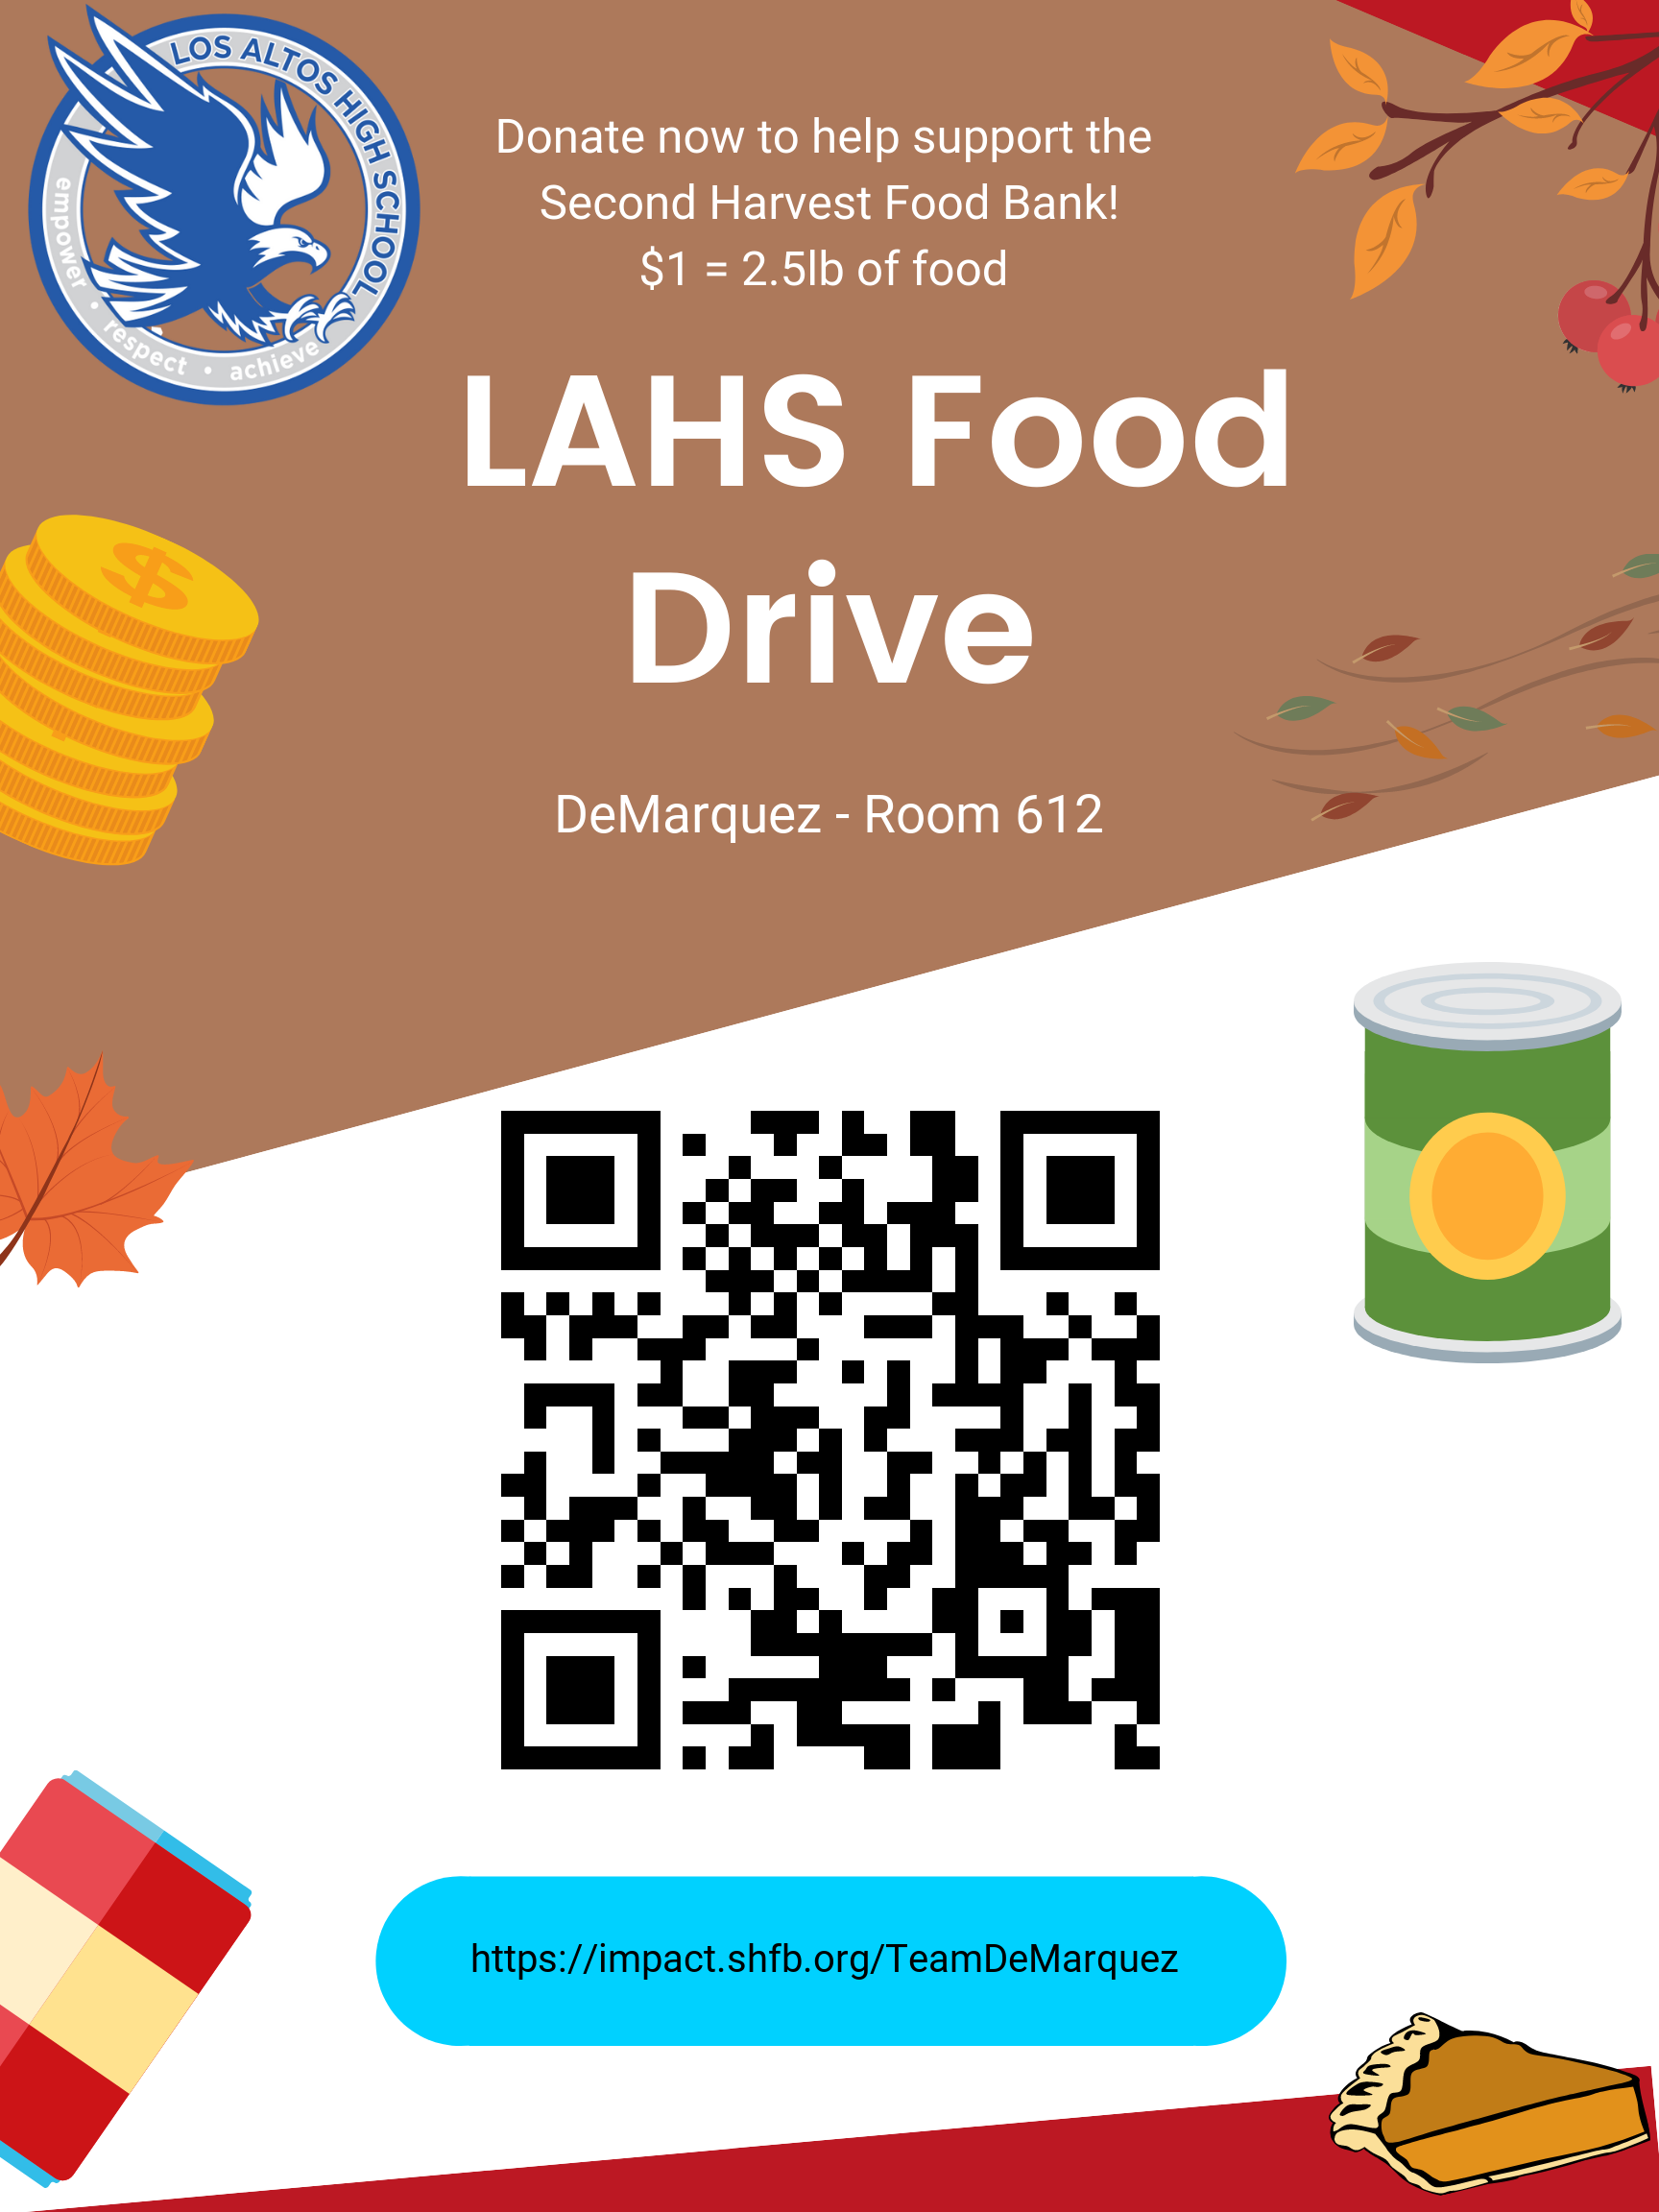 LOS ALTOS HIGH SCHOOL
empower • respect • achieve
Donate now to help support the
Second Harvest Food Bank!
$1 = 2.5lb of food
LAHS Food
Drive
DeMarquez - Room 612
$
https://impact.shfb.org/TeamDeMarquez